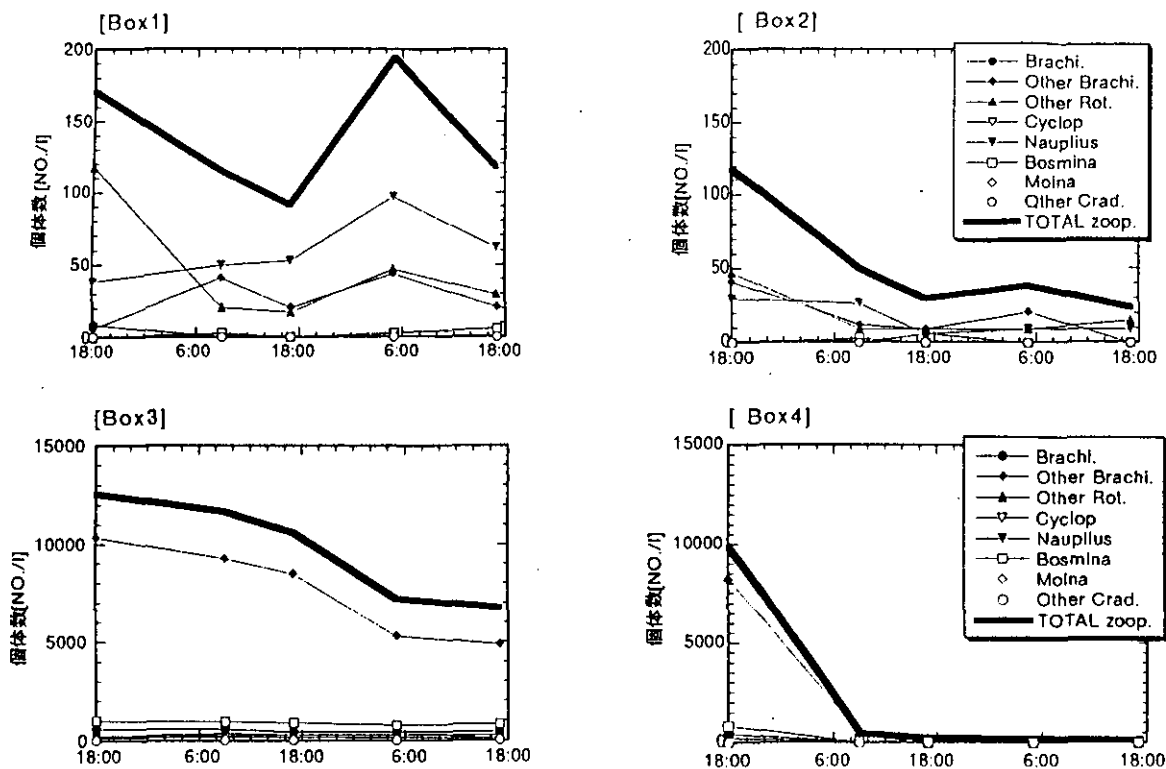 [Box1]
200
150
100
50
0
個体数[NO./l]
18:00 6:00 18:00 6:00 18:00
[ Box2]
200
150
100
50
0
個体数[NO./l]
18:00 6:00 18:00 6:00 18:00
Brachi.
Other Brachi.
Other Rot.
Cyclop
Nauplius
Bosmina
Moina
Other Crad.
TOTAL zoop.
[Box3]
15000
10000
5000
0
個体数[NO./l]
18:00 6:00 18:00 6:00 18:00
[ Box4]
15000
10000
5000
0
個体数[NO./l]
18:00 6:00 18:00 6:00 18:00
Brachi.
Other Brachi.
Other Rot.
Cyclop
Nauplius
Bosmina
Moina
Other Crad.
TOTAL zoop.